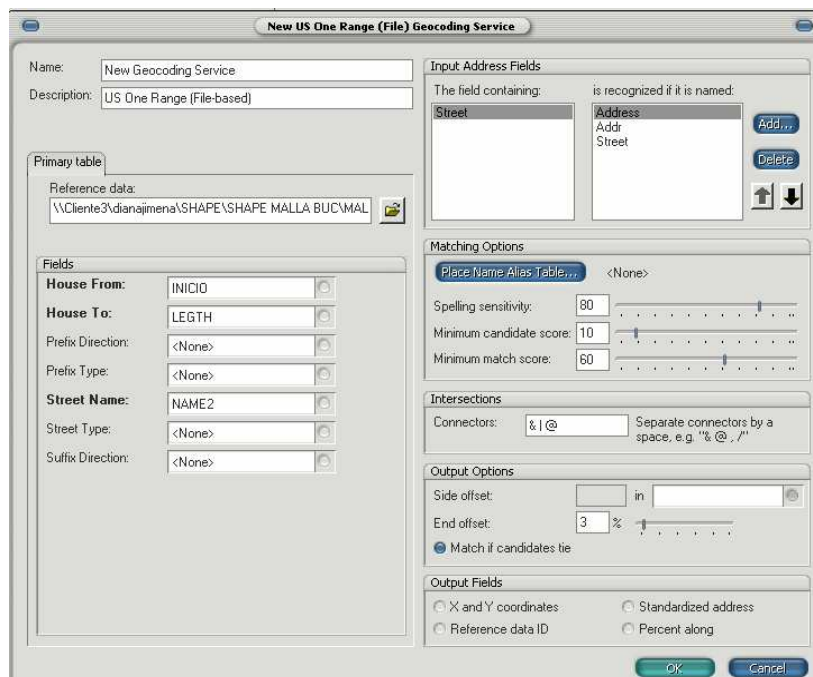 New US One Range (File) Geocoding Service
Name: New Geocoding Service
Description: US One Range (File-based)
Primary table
Reference data:
\\Cliente3\dianajimena\SHAPE\SHAPE MALLA BUC\MAL
Fields
House From: INICIO
House To: LEGTH
Prefix Direction: <None>
Prefix Type: <None>
Street Name: NAME2
Street Type: <None>
Suffix Direction: <None>
Input Address Fields
The field containing: is recognized if it is named:
Street Address
Addr
Street
Add...
Delete
Matching Options
Place Name Alias Table... <None>
Spelling sensitivity: 80
Minimum candidate score: 10
Minimum match score: 60
Intersections
Connectors: & | @ Separate connectors by a
space, e.g. "& @ , /"
Output Options
Side offset: in
End offset: 3 %
Match if candidates tie
Output Fields
X and Y coordinates Standardized address
Reference data ID Percent along
OK Cancel